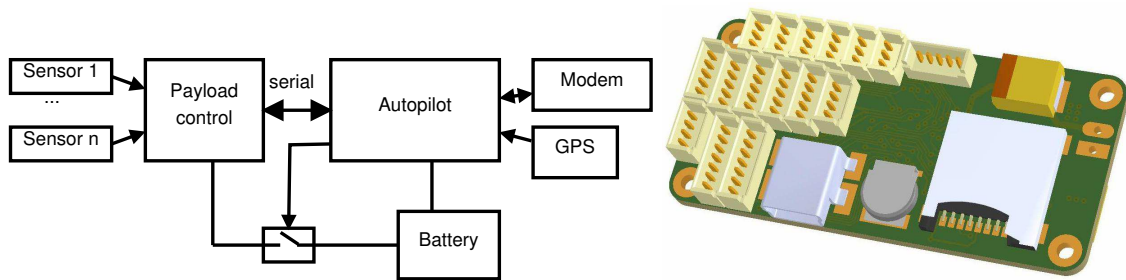 Sensor 1
...
Sensor n
Payload
control
serial
Autopilot
Modem
GPS
Battery